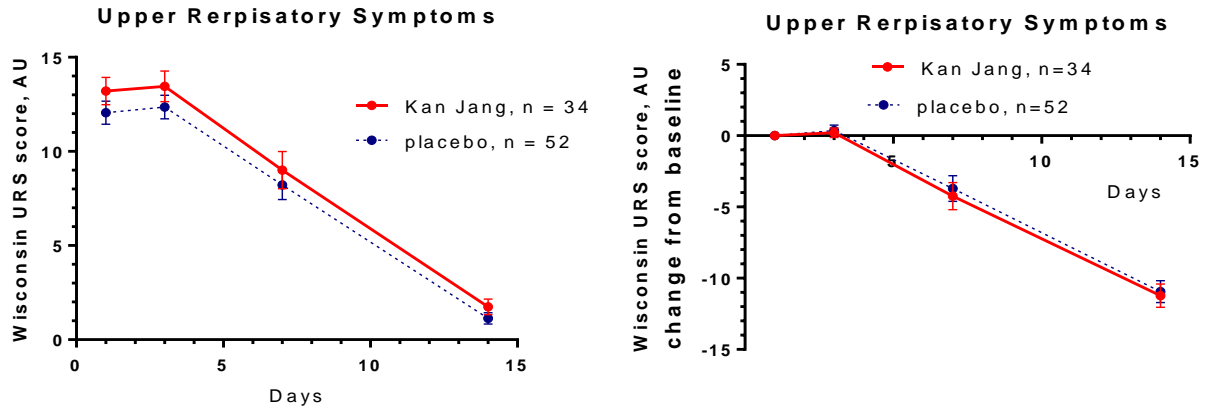 Upper Rerpisatory Symptoms
Wisconsin URS score, AU
15
10
5
0
0
5
10
15
Days
Kan Jang, n = 34
placebo, n = 52
Upper Rerpisatory Symptoms
Wisconsin URS score, AU
change from baseline
5
0
-5
-10
-15
5
10
15
Days
Kan Jang, n=34
placebo, n=52